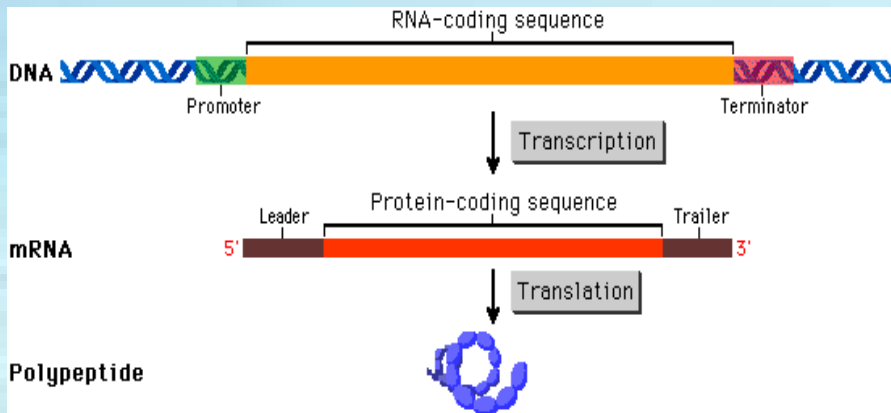 RNA-coding sequence
DNA
Promoter
Terminator
Transcription
Protein-coding sequence
Leader
Trailer
mRNA
5'
3'
Translation
Polypeptide